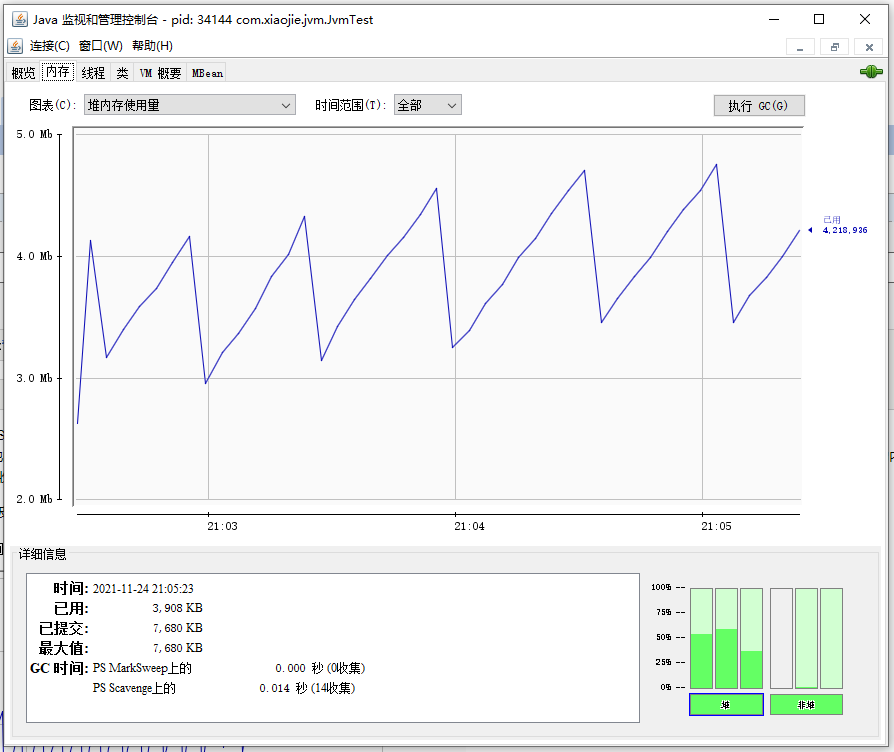 Java 监视和管理控制台 - pid: 34144 com.xiaojie.jvm.JvmTest
连接(C) 窗口(W) 帮助(H)
概览 内存 线程 类 VM 概要 MBean
图表(C): 堆内存使用量 时间范围(T): 全部 执行 GC(G)
5.0 Mb
4.0 Mb
3.0 Mb
2.0 Mb
已用
4,218,936
21:03 21:04 21:05
详细信息
时间: 2021-11-24 21:05:23
已用: 3,908 KB
已提交: 7,680 KB
最大值: 7,680 KB
GC 时间: PS MarkSweep上的 0.000 秒 (0收集)
PS Scavenge上的 0.014 秒 (14收集)
100% --
75% --
50% --
25% --
0% --
堆 非堆